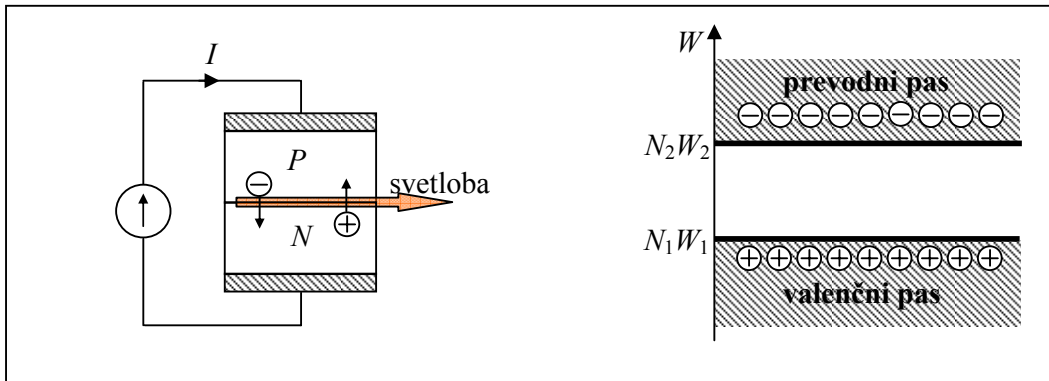 I
P
svetloba
N
W
prevodni pas
N₂W₂
N₁W₁
valenčni pas